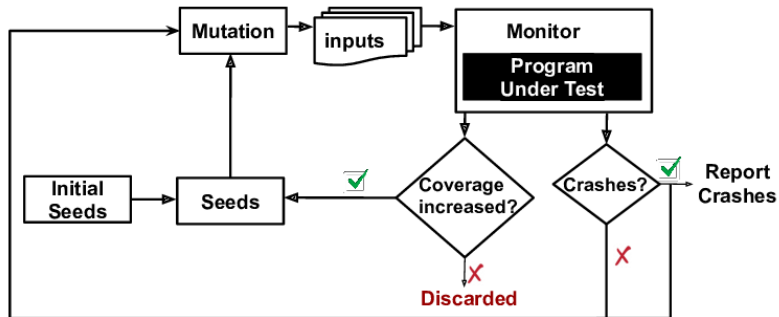 Mutation
inputs
Monitor
Program
Under Test
Initial
Seeds
Seeds
Coverage
increased?
Crashes?
Report
Crashes
Discarded